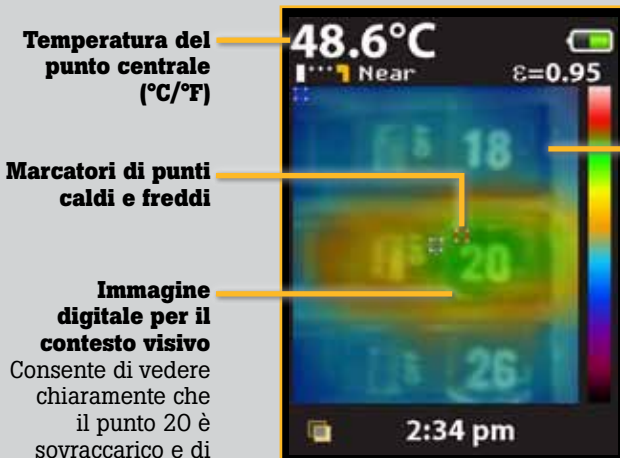 Temperatura del
punto centrale
(°C/°F)
Marcatori di punti
caldi e freddi
Immagine
digitale per il
contesto visivo
Consente di vedere
chiaramente che
il punto 20 è
sovraccarico e di
48.6°C
Near
ε=0.95
18
20
26
2:34 pm